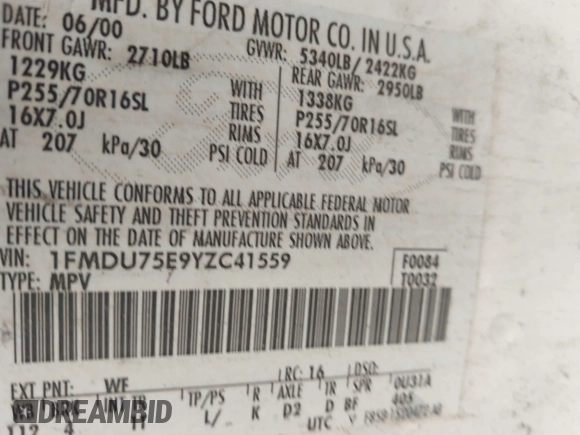 MFD. BY FORD MOTOR CO. IN U.S.A.
DATE: 06/00 GVWR: 5340LB/ 2422KG
FRONT GAWR: 2710LB REAR GAWR: 2950LB
1229KG WITH 1338KG WITH
P255/70R16SL TIRES P255/70R16SL TIRES
16X7.0J RIMS 16X7.0J RIMS
AT 207 kPa/30 PSI COLD AT 207 kPa/30 PSI COLD
THIS VEHICLE CONFORMS TO ALL APPLICABLE FEDERAL MOTOR
VEHICLE SAFETY AND THEFT PREVENTION STANDARDS IN
EFFECT ON THE DATE OF MANUFACTURE SHOWN ABOVE.
VIN: 1FMDU75E9YZC41559 F0084
TYPE: MPV T0032
EXT PNT: WF LRC: 16 DSO:
TP/PS R AXLE TR SPR 0U31A
L/ K D2 D BF 405
UTC
112 4
DREAMBID